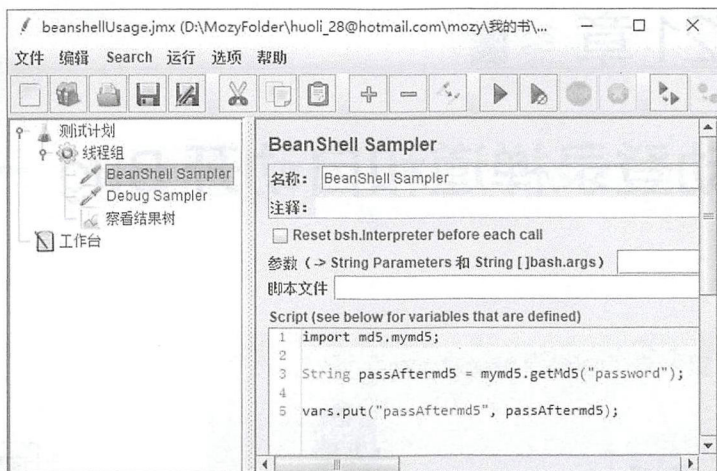 beanshellUsage.jmx (D:\MozyFolder\huoli_28@hotmail.com\mozy\我的书\...
文件 编辑 Search 运行 选项 帮助
测试计划
线程组
BeanShell Sampler
Debug Sampler
察看结果树
工作台
BeanShell Sampler
名称: BeanShell Sampler
注释:
Reset bsh.Interpreter before each call
参数 (-> String Parameters 和 String []bash.args)
脚本文件
Script (see below for variables that are defined)
1 import md5.mymd5;
2
3 String passAftermd5 = mymd5.getMd5("password");
4
5 vars.put("passAftermd5", passAftermd5);